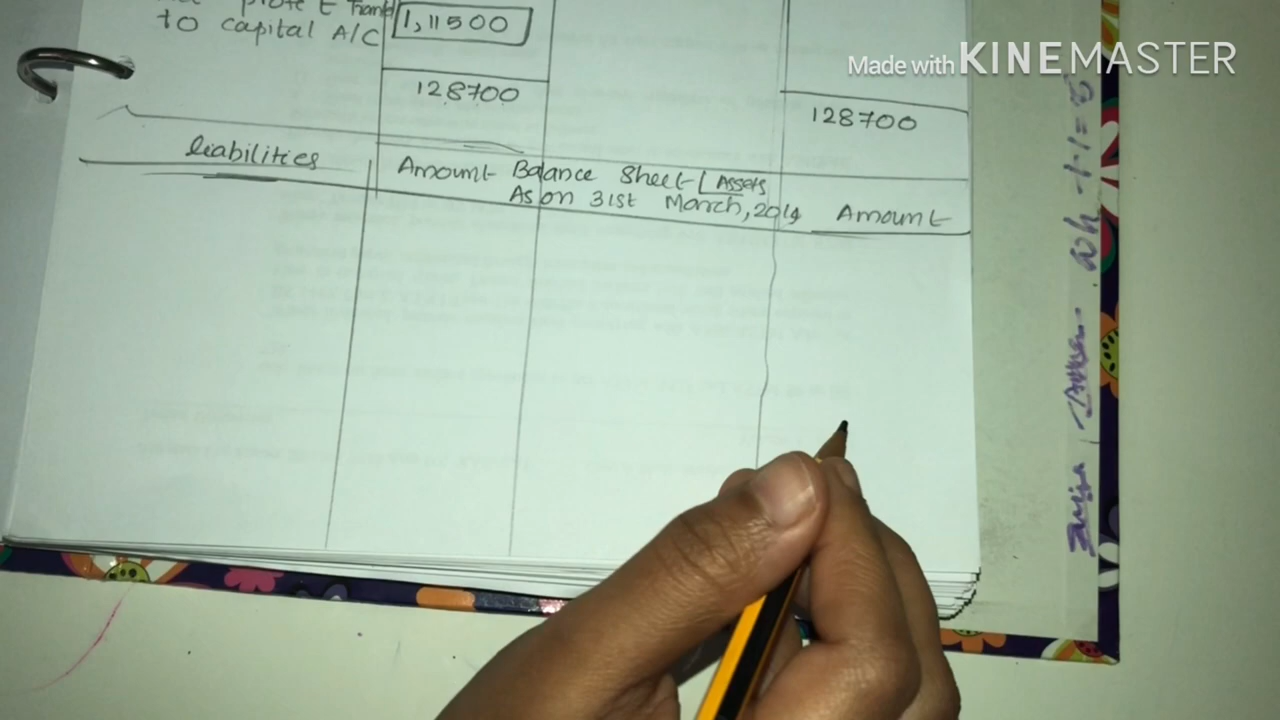 Made with KINEMASTER
to capital A/C 1,11500
128700
128700
liabilities Amount Balance Sheet Assets
As on 31st March, 2014 Amount